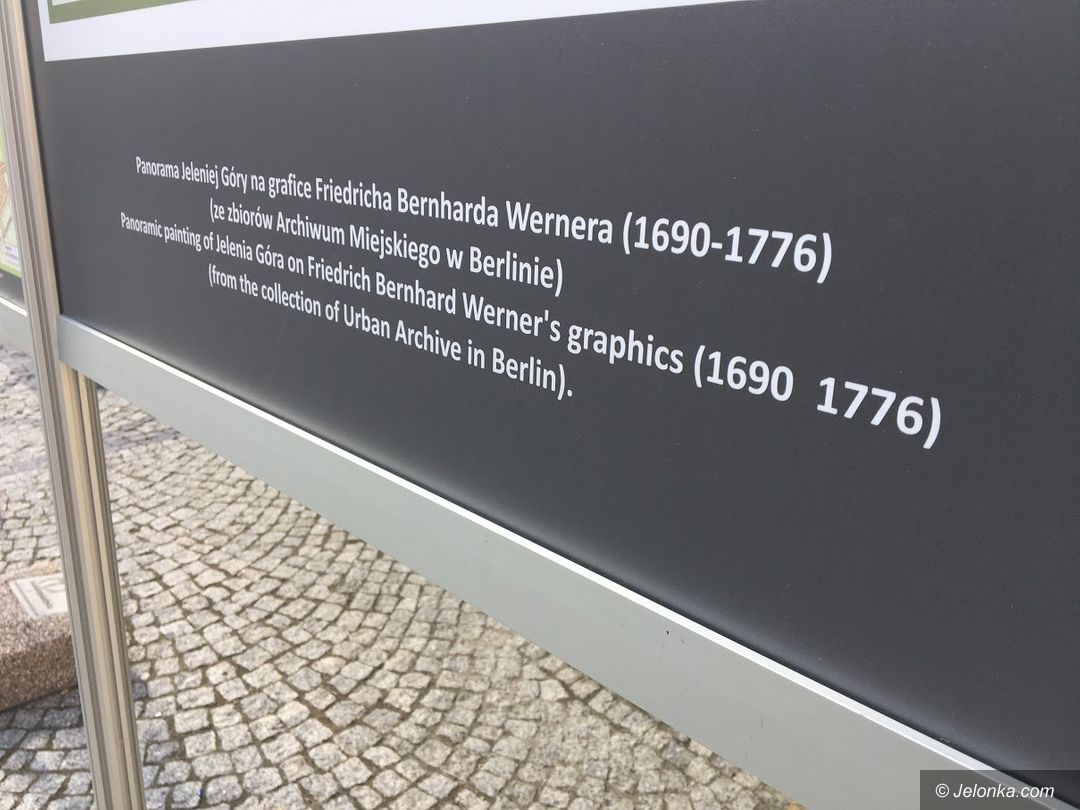 Panorama Jeleniej Góry na grafice Friedricha Bernharda Wernera (1690-1776)
(ze zbiorów Archiwum Miejskiego w Berlinie)
Panoramic painting of Jelenia Góra on Friedrich Bernhard Werner's graphics (1690 1776)
(from the collection of Urban Archive in Berlin).
© Jelonka.com